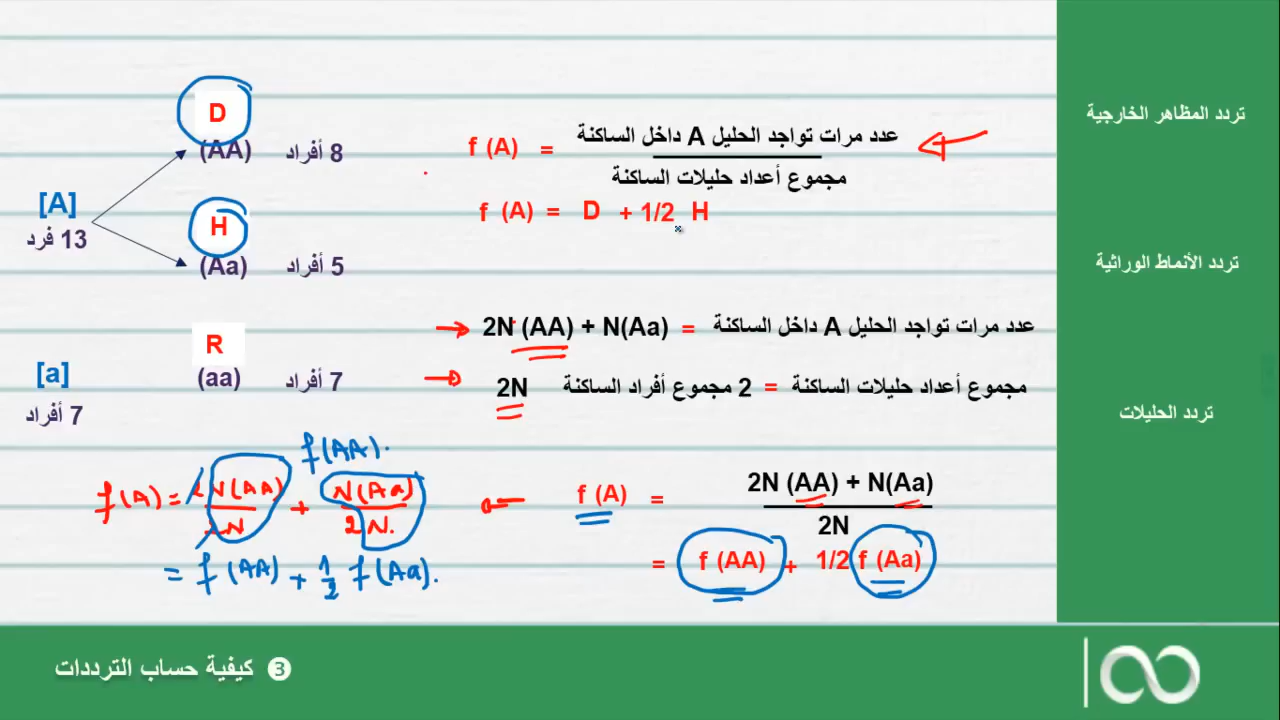 D
(AA)
8 أفراد
[A]
13 فرد
H
(Aa)
5 أفراد
R
(aa)
7 أفراد
[a]
7 أفراد
f (A) = عدد مرات تواجد الحليل A داخل الساكنة
مجموع أعداد حليلات الساكنة
f (A) = D + 1/2 H
2N (AA) + N(Aa) = عدد مرات تواجد الحليل A داخل الساكنة
مجموع أعداد حليلات الساكنة = 2 مجموع أفراد الساكنة 2N
f (A) = 2N (AA) + N(Aa)
2N
= f (AA) + 1/2 f (Aa)
f(AA).
f(A) = 2N(AA) + N(Aa)
2N 2N.
= f(AA) + 1/2 f(Aa).
تردد المظاهر الخارجية
تردد الأنماط الوراثية
تردد الحليلات
3 كيفية حساب الترددات